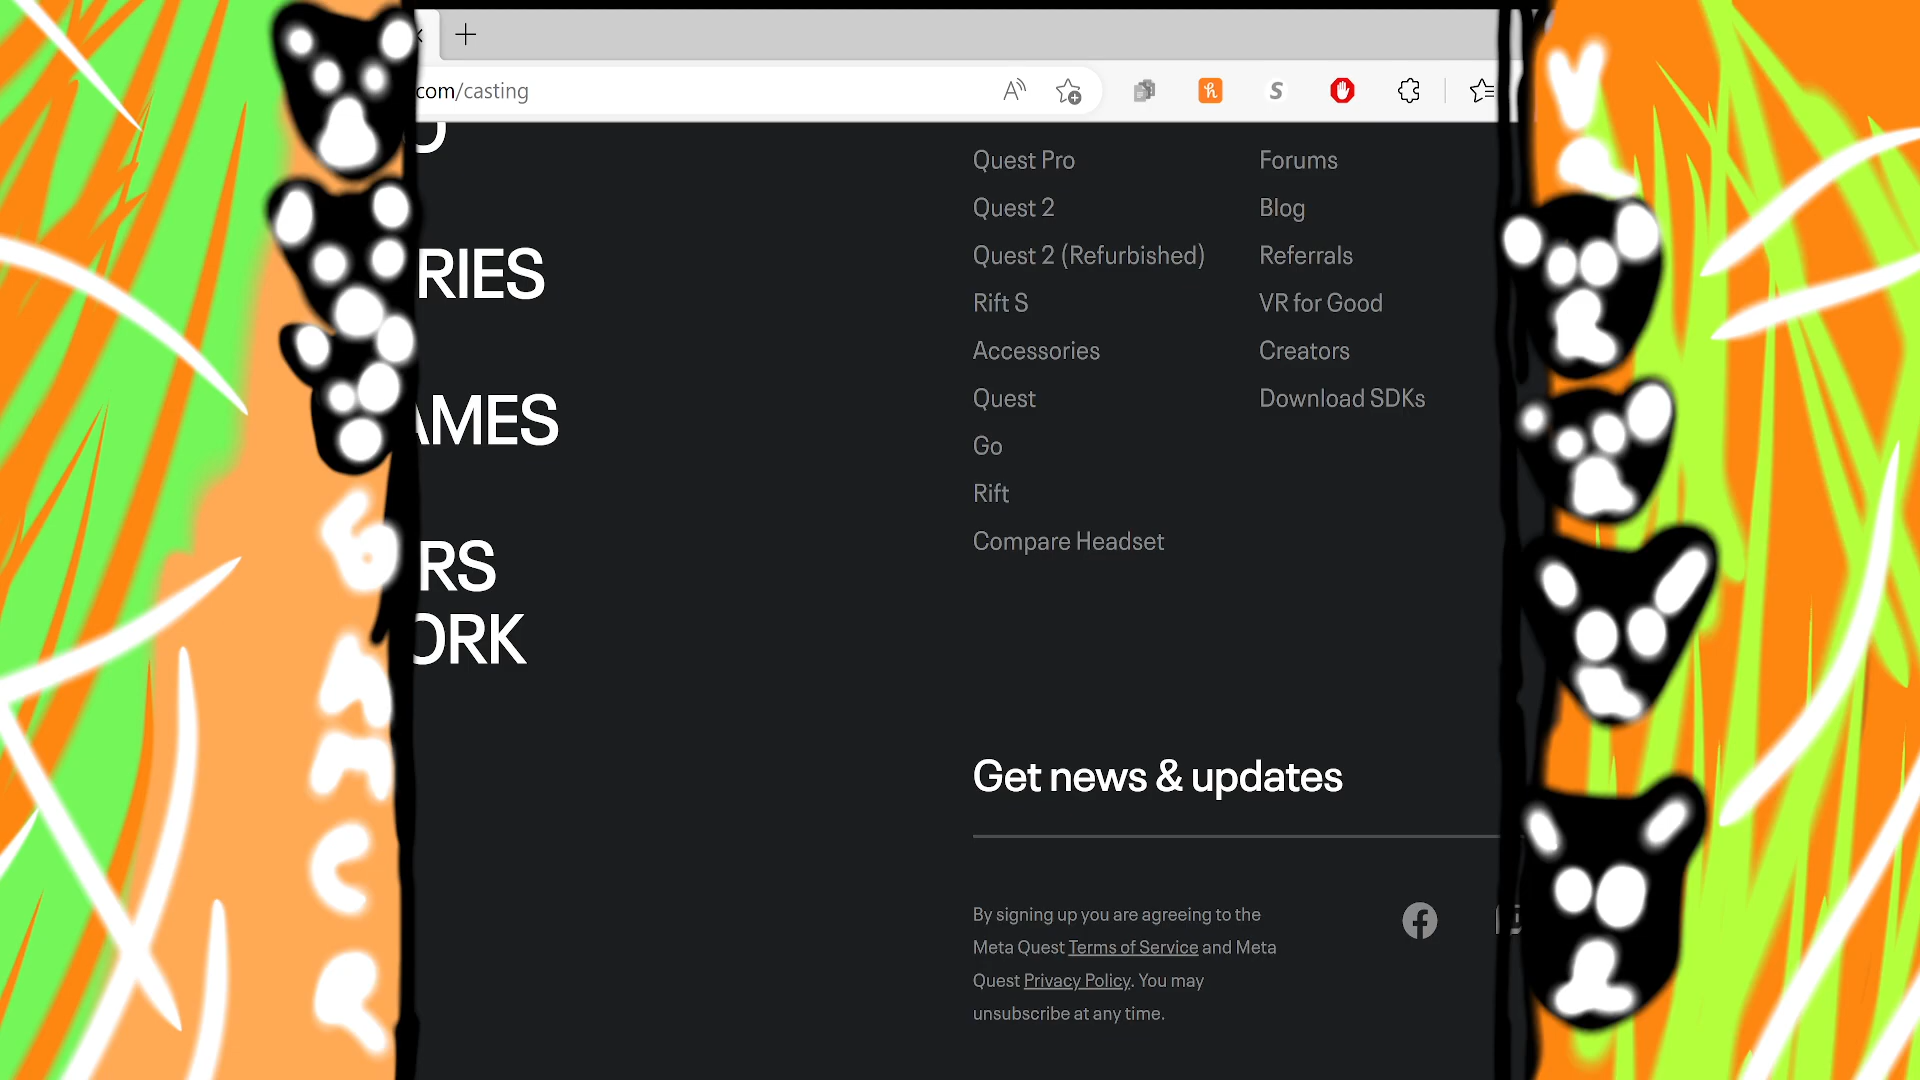 com/casting
Quest Pro
Quest 2
Quest 2 (Refurbished)
Rift S
Accessories
Quest
Go
Rift
Compare Headset
Forums
Blog
Referrals
VR for Good
Creators
Download SDKs
RIES
AMES
RS
ORK
Get news & updates
By signing up you are agreeing to the
Meta Quest Terms of Service and Meta
Quest Privacy Policy. You may
unsubscribe at any time.